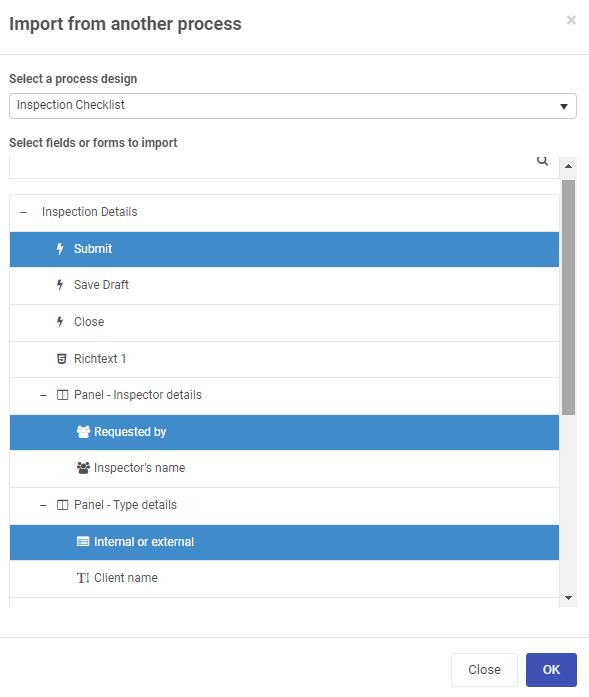 Import from another process
×
Select a process design
Inspection Checklist
Select fields or forms to import
– Inspection Details
Submit
Save Draft
Close
Richtext 1
– Panel - Inspector details
Requested by
Inspector's name
– Panel - Type details
Internal or external
Client name
Close OK